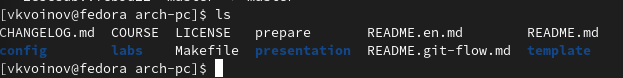 [vkvoinov@fedora arch-pc]$ ls
CHANGELOG.md  COURSE  LICENSE   prepare       README.en.md        README.md
config        labs    Makefile  presentation  README.git-flow.md  template
[vkvoinov@fedora arch-pc]$